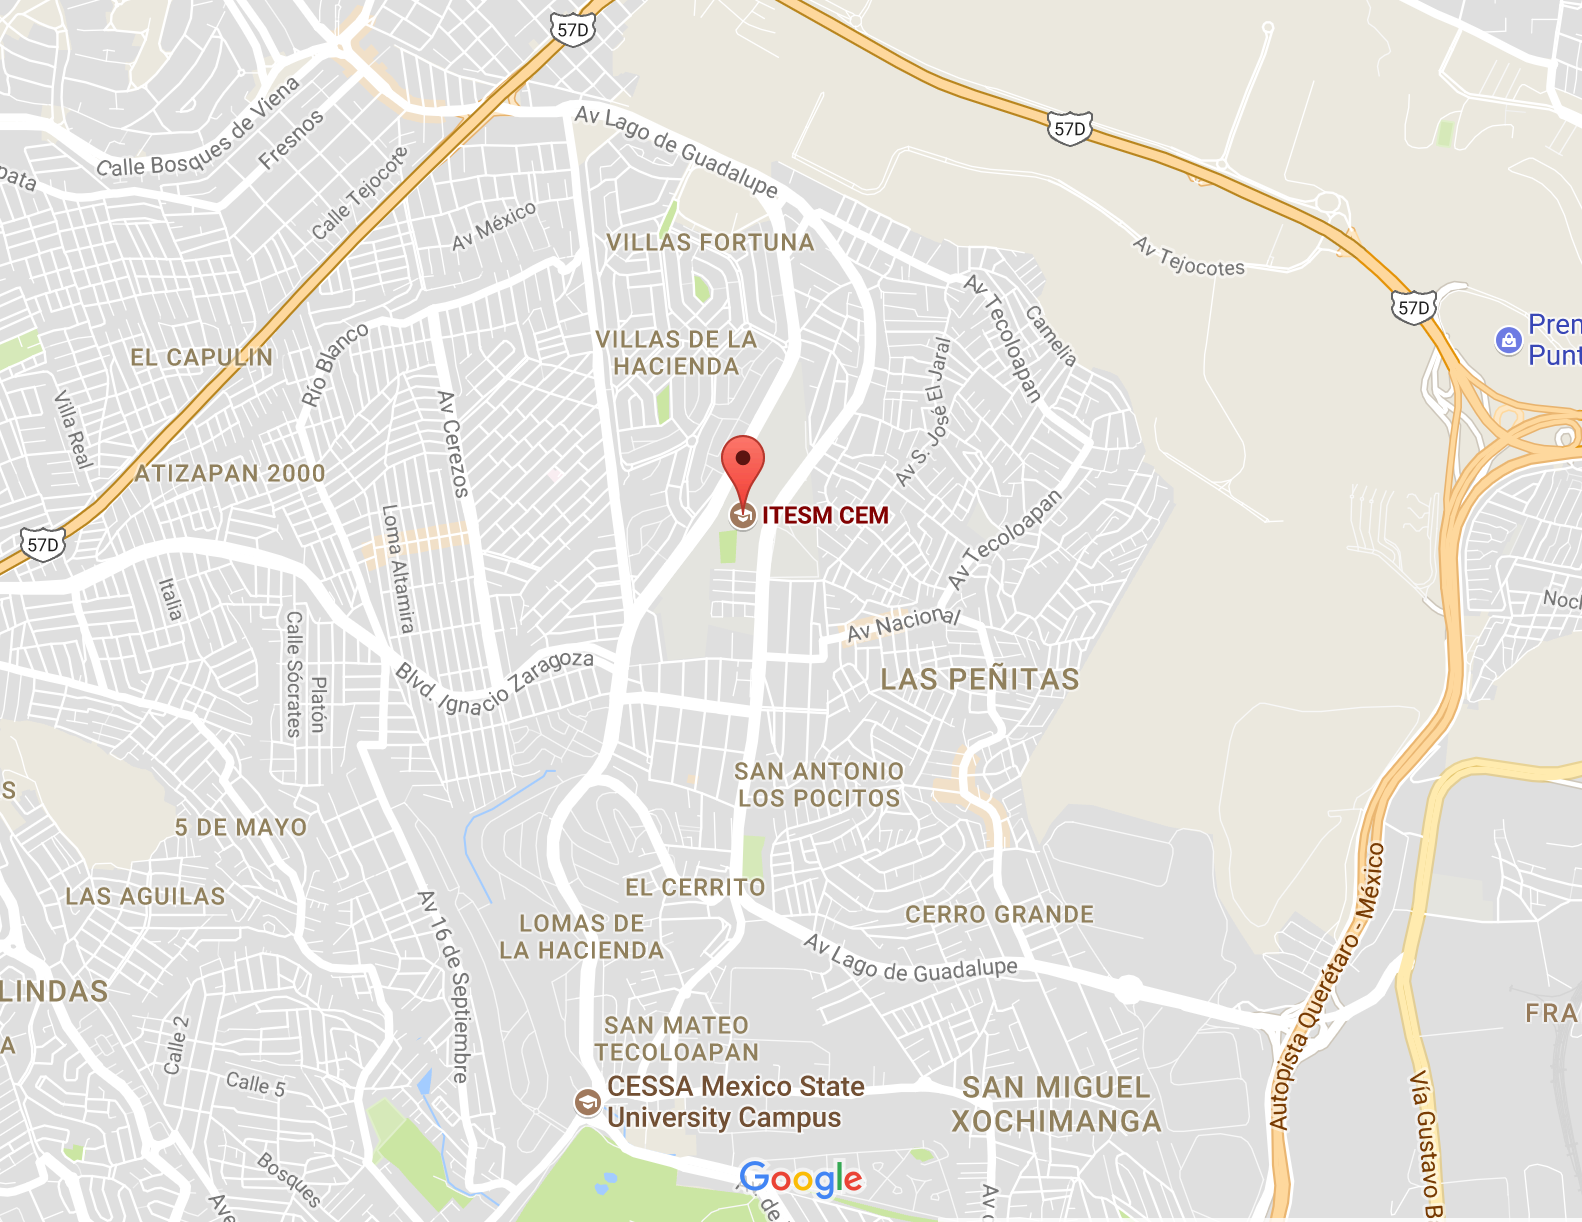 57D
Calle Bosques de Viena
Fresnos
Av Lago de Guadalupe
57D
pata
Calle Tejocote
Av México
VILLAS FORTUNA
Av Tejocotes
Av Tecoloapan
Camelia
57D
Pren
Punt
EL CAPULIN
Río Blanco
VILLAS DE LA
HACIENDA
Av S. José El Jaral
Villa Real
Av Cerezos
ATIZAPAN 2000
ITESM CEM
57D
Loma Altamira
Av Tecoloapan
Italia
Calle Sócrates
Platón
Av Nacional
Noch
Blvd. Ignacio Zaragoza
LAS PEÑITAS
SAN ANTONIO
LOS POCITOS
S
5 DE MAYO
LAS AGUILAS
EL CERRITO
Av 16 de Septiembre
LOMAS DE
LA HACIENDA
CERRO GRANDE
Av Lago de Guadalupe
Autopista Querétaro - México
LINDAS
FRA
Calle 2
A
SAN MATEO
TECOLOAPAN
Calle 5
CESSA Mexico State
University Campus
SAN MIGUEL
XOCHIMANGA
Vía Gustavo B
Bosques
Google
Ave
Av de
Av